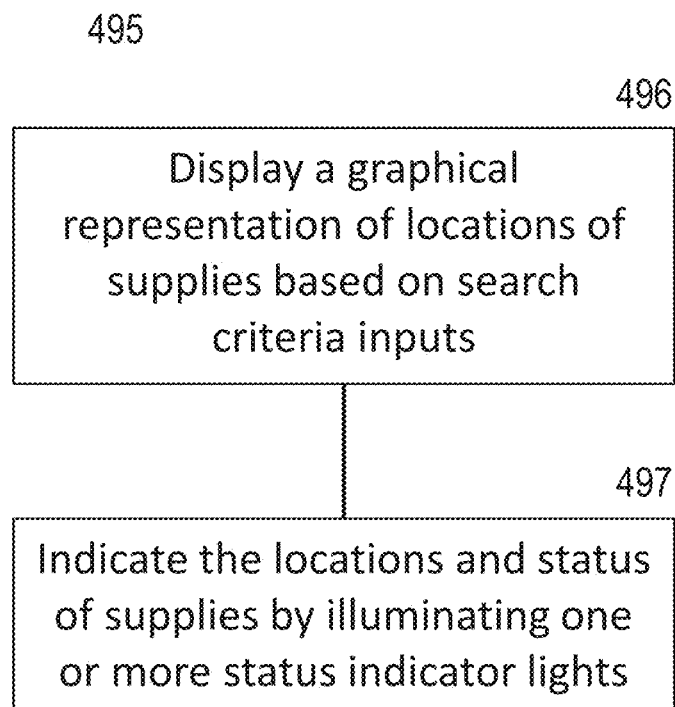 495
496
Display a graphical
representation of locations of
supplies based on search
criteria inputs
497
Indicate the locations and status
of supplies by illuminating one
or more status indicator lights